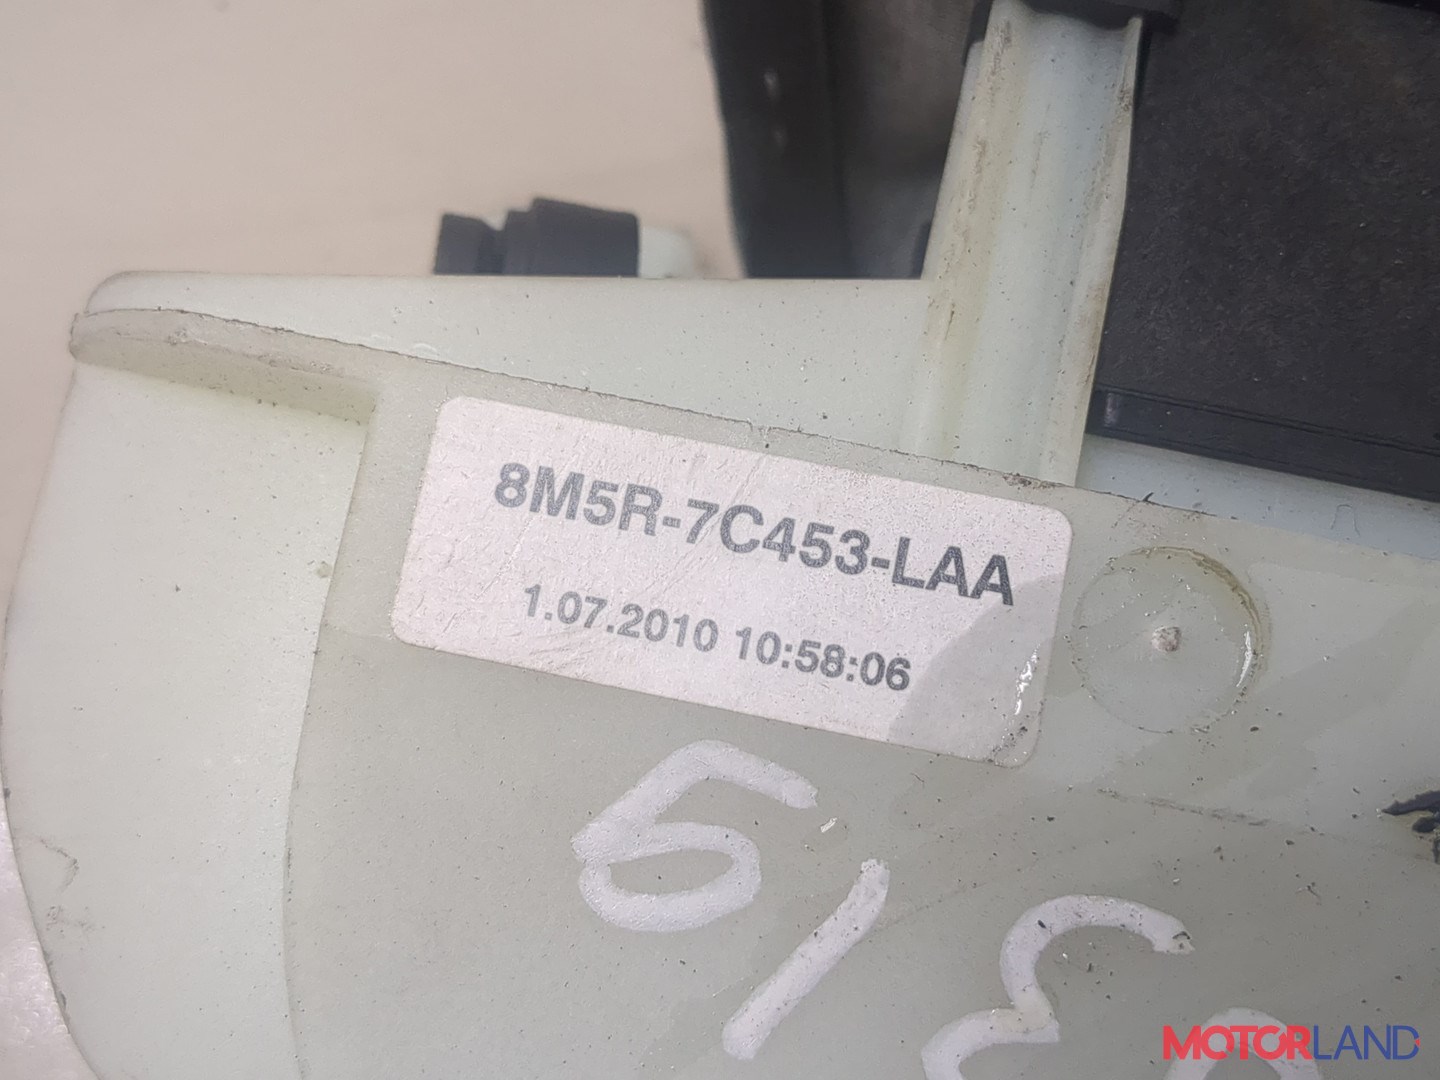 8M5R-7C453-LAA
1.07.2010 10:58:06
Б/З
MOTORLAND